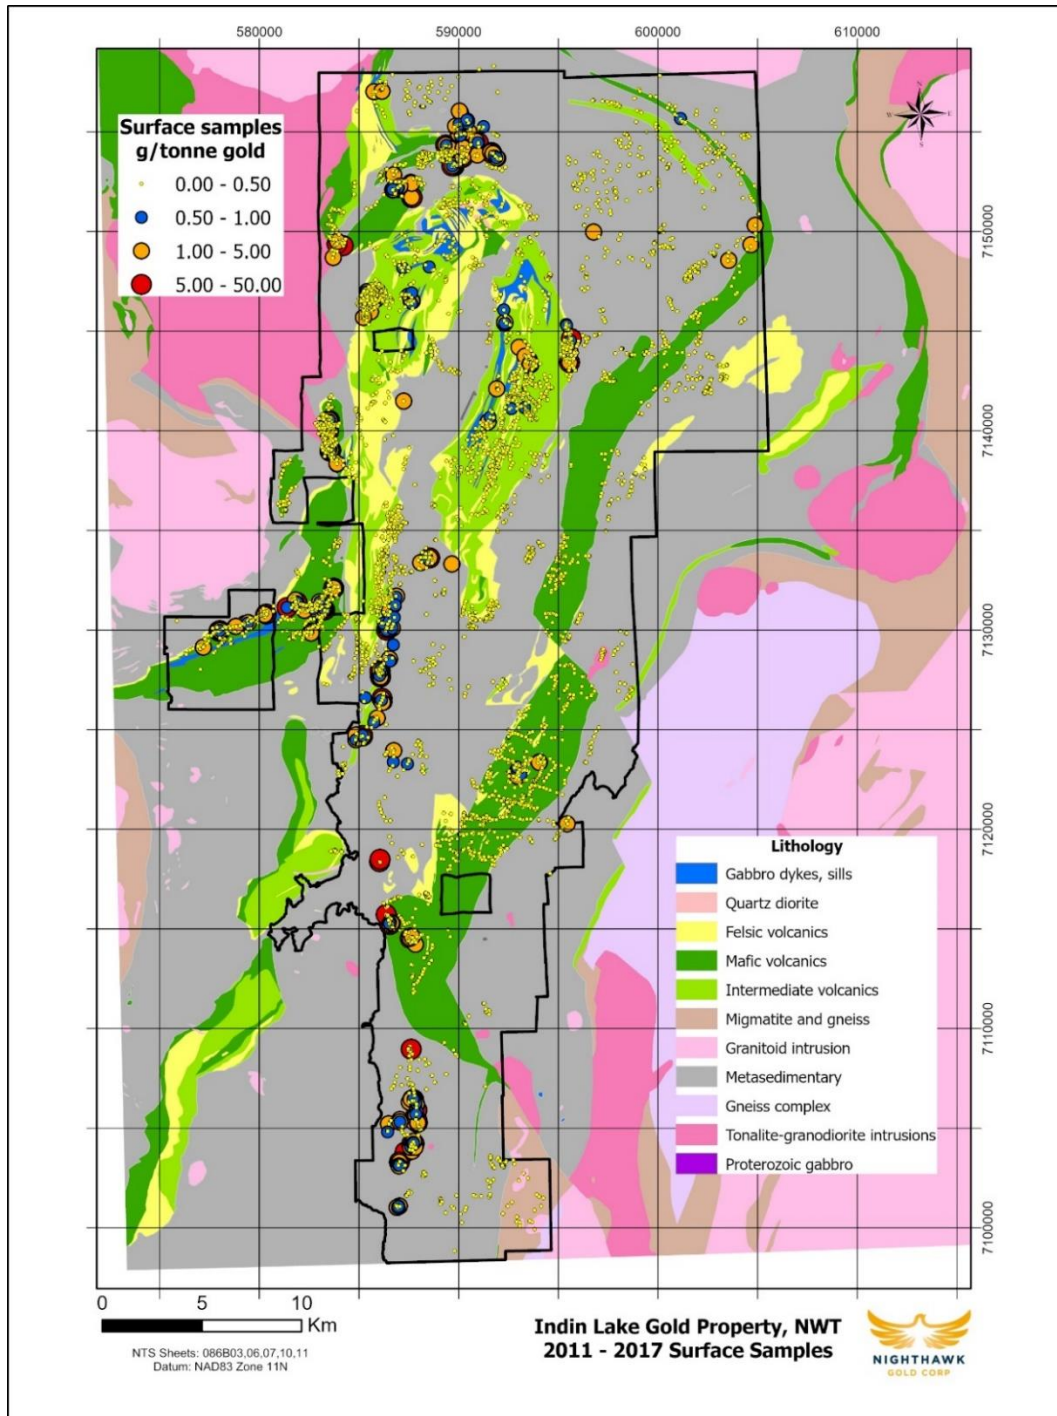 580000
590000
600000
610000
Surface samples
g/tonne gold
0.00 - 0.50
0.50 - 1.00
1.00 - 5.00
5.00 - 50.00
N
W
E
S
7150000
7140000
7130000
7120000
7110000
7100000
Lithology
Gabbro dykes, sills
Quartz diorite
Felsic volcanics
Mafic volcanics
Intermediate volcanics
Migmatite and gneiss
Granitoid intrusion
Metasedimentary
Gneiss complex
Tonalite-granodiorite intrusions
Proterozoic gabbro
0 5 10
Km
NTS Sheets: 086B03,06,07,10,11
Datum: NAD83 Zone 11N
Indin Lake Gold Property, NWT
2011 - 2017 Surface Samples
NIGHTHAWK
GOLD CORP